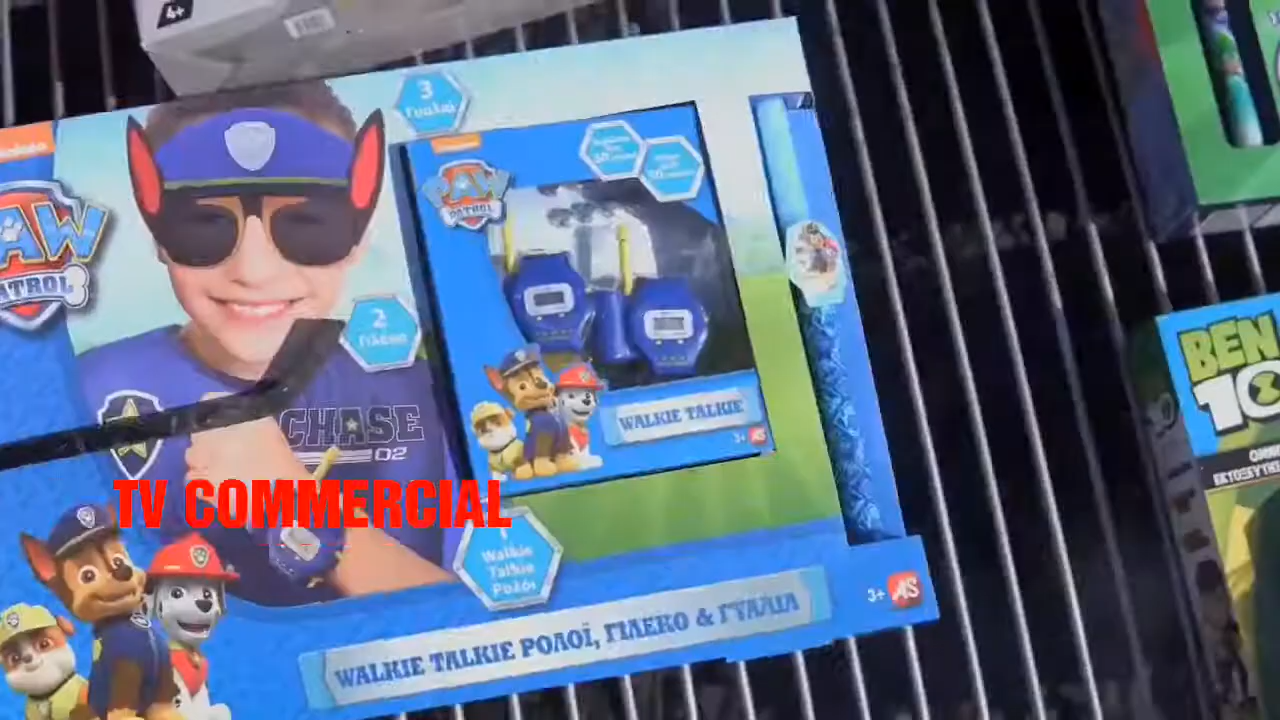 4+
3
Γυαλιά
PAW
PATROL
PAW
PATROL
2
Γιλέκο
CHASE
02
WALKIE TALKIE
3+ AS
TV COMMERCIAL
1
Walkie
Talkie
Ρολόι
WALKIE TALKIE ΡΟΛΟΪ, ΓΙΛΕΚΟ & ΓΥΑΛΙΑ
3+ AS
BEN
10